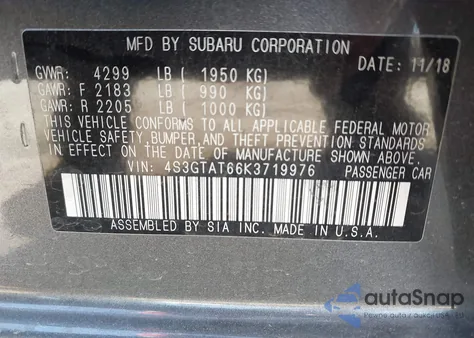 MFD BY SUBARU CORPORATION
GVWR: 4299 LB ( 1950 KG) DATE: 11/18
GAWR: F 2183 LB ( 990 KG)
GAWR: R 2205 LB ( 1000 KG)
THIS VEHICLE CONFORMS TO ALL APPLICABLE FEDERAL MOTOR
VEHICLE SAFETY, BUMPER, AND THEFT PREVENTION STANDARDS
IN EFFECT ON THE DATE OF MANUFACTURE SHOWN ABOVE.
VIN: 4S3GTAT66K3719976 PASSENGER CAR
ASSEMBLED BY SIA INC. MADE IN U.S.A.
autoSnap